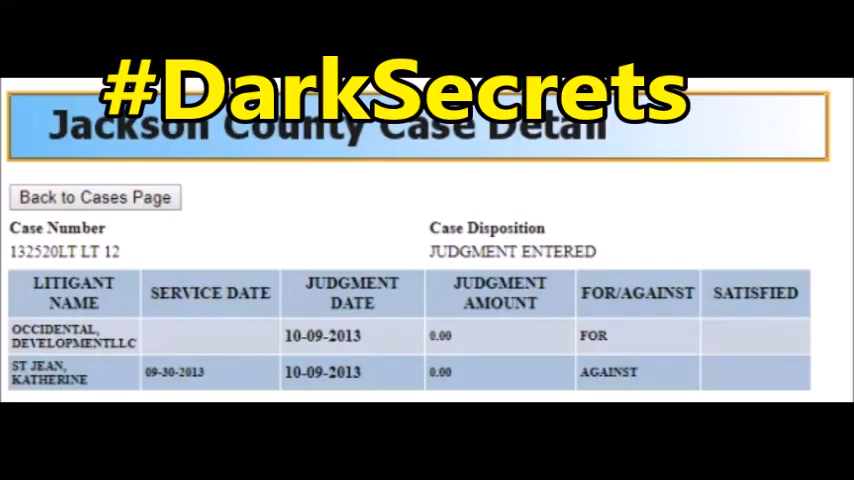 #DarkSecrets
Jackson County Case Detail
Back to Cases Page
Case Number
Case Disposition
132520LT LT 12
JUDGMENT ENTERED
LITIGANT NAME
SERVICE DATE
JUDGMENT DATE
JUDGMENT AMOUNT
FOR/AGAINST
SATISFIED
OCCIDENTAL, DEVELOPMENTLLC
10-09-2013
0.00
FOR
ST JEAN, KATHERINE
09-30-2013
10-09-2013
0.00
AGAINST